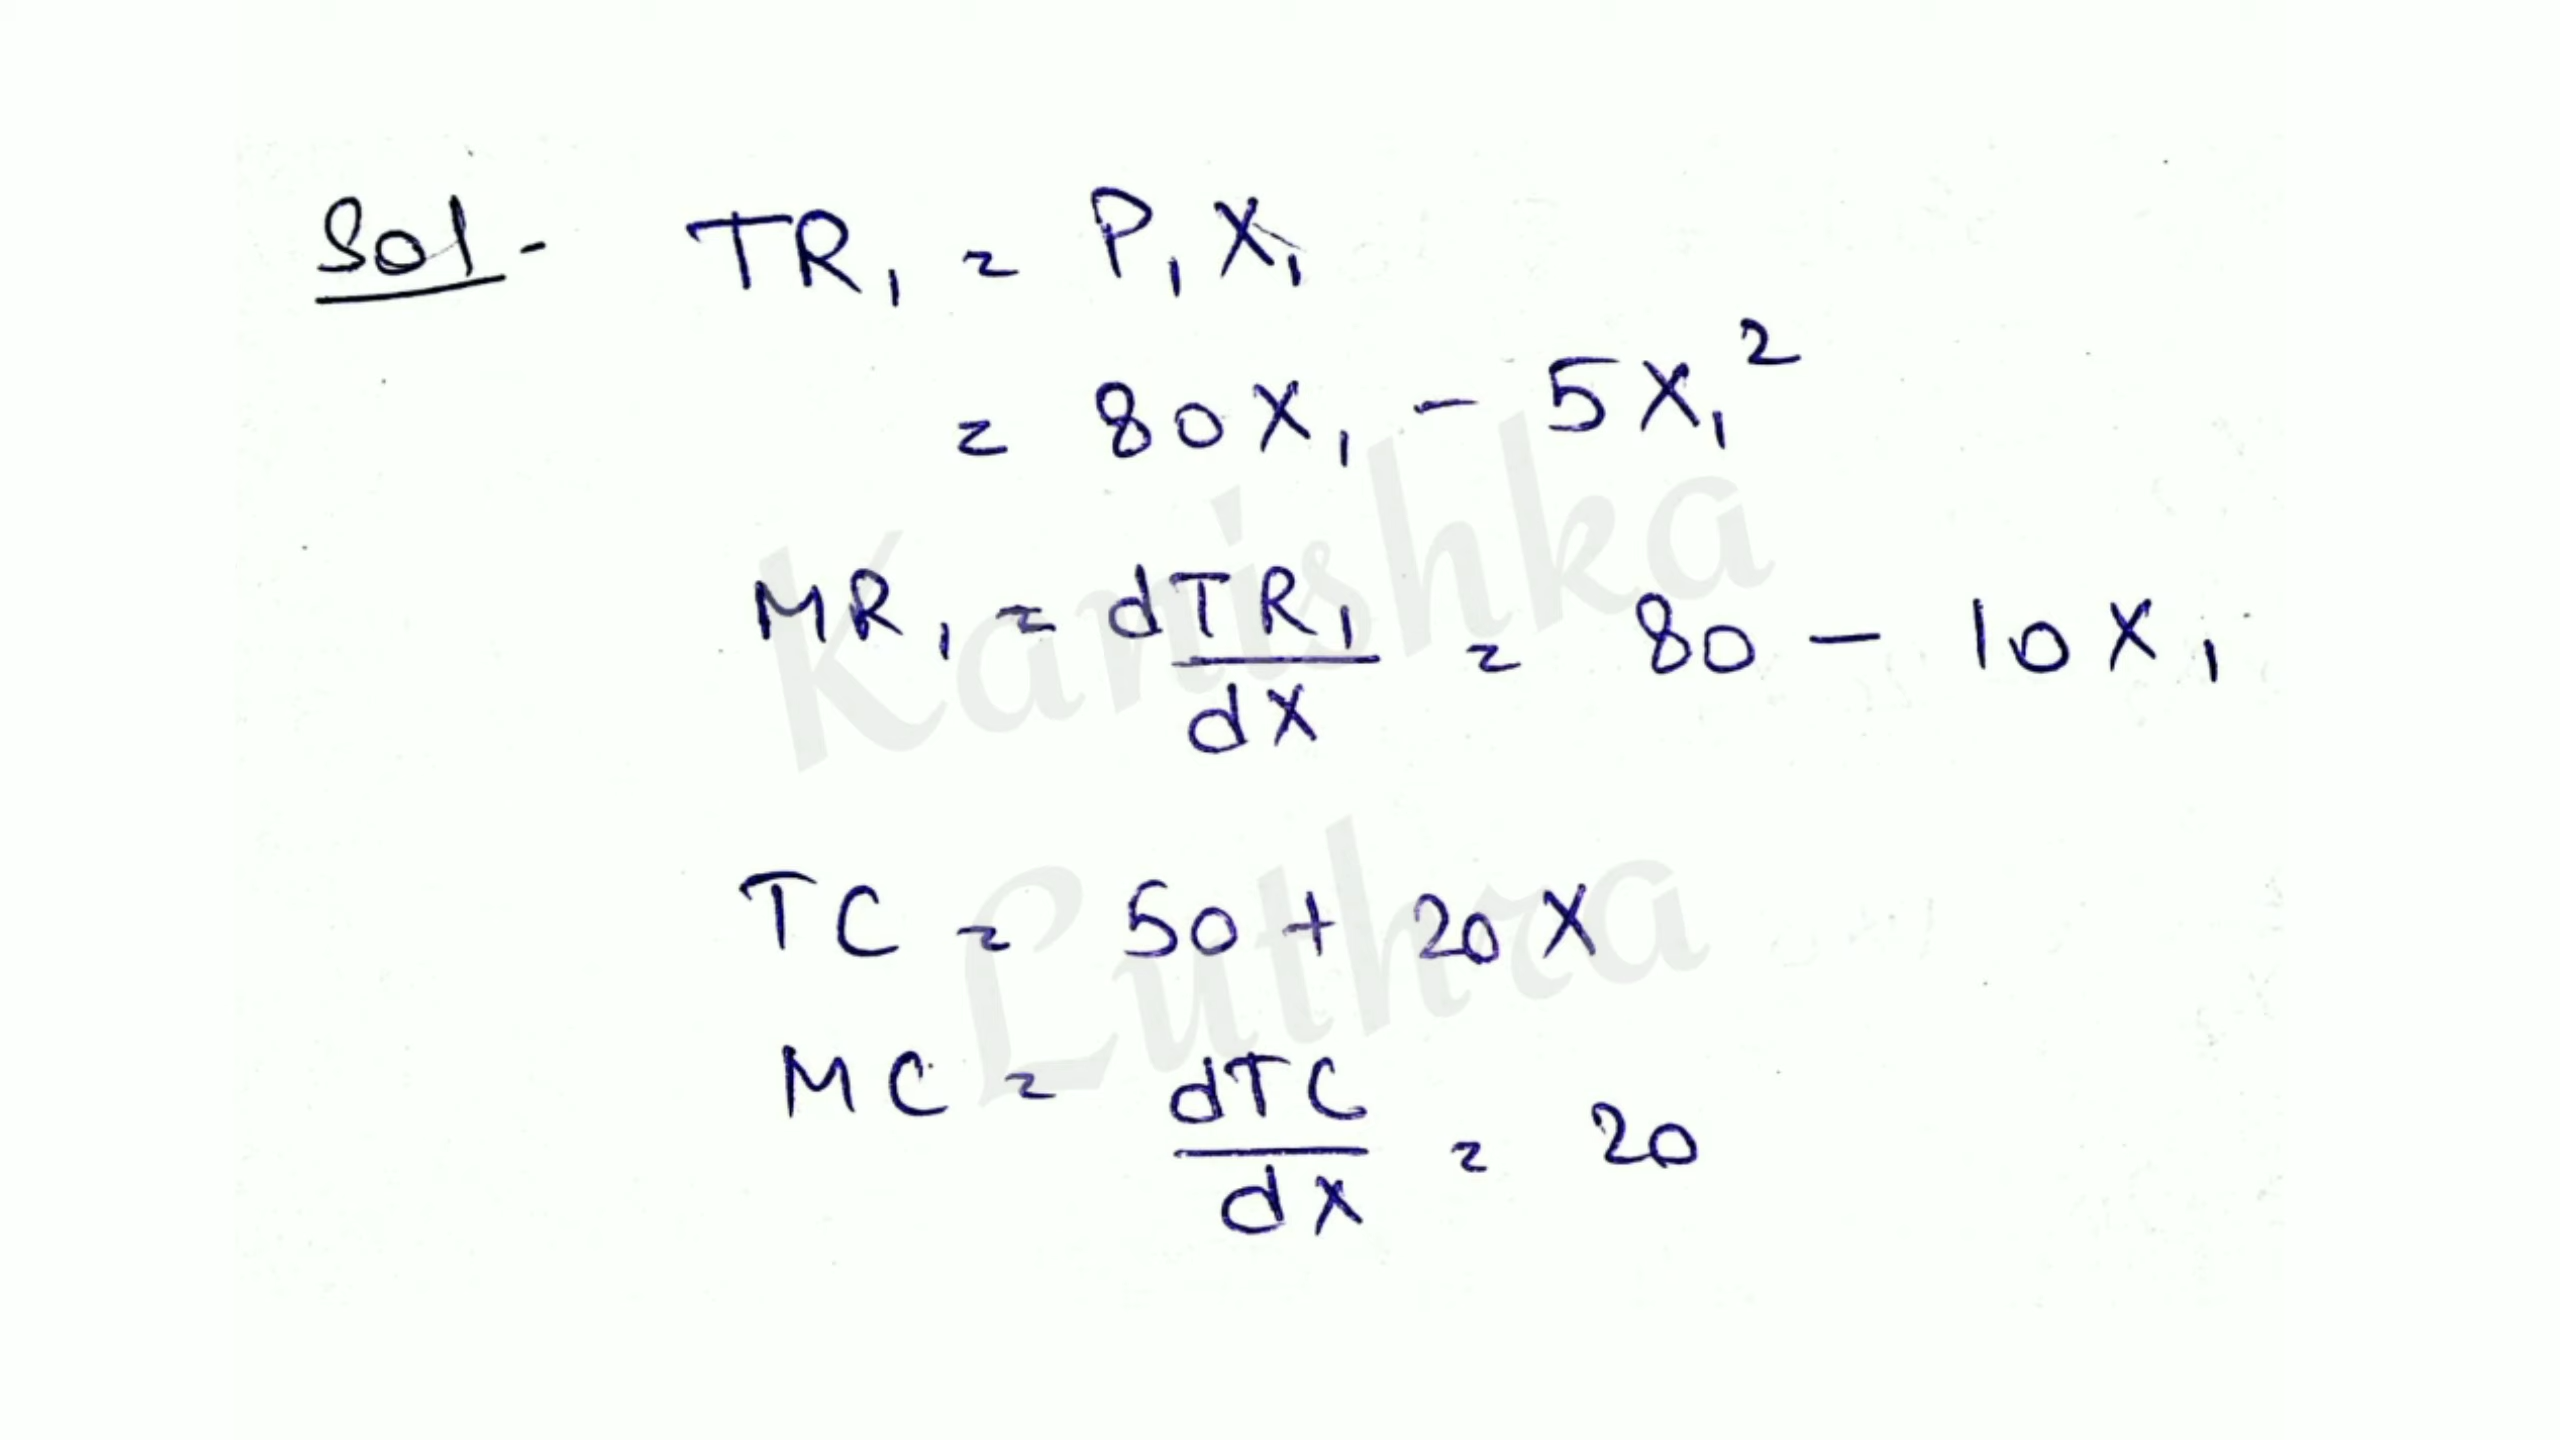 Sol - TR₁ = P₁X₁
= 80X₁ - 5X₁²
MR₁ = dTR₁/dX = 80 - 10X₁
TC = 50 + 20X
MC = dTC/dX = 20
Kanishka
Luthra